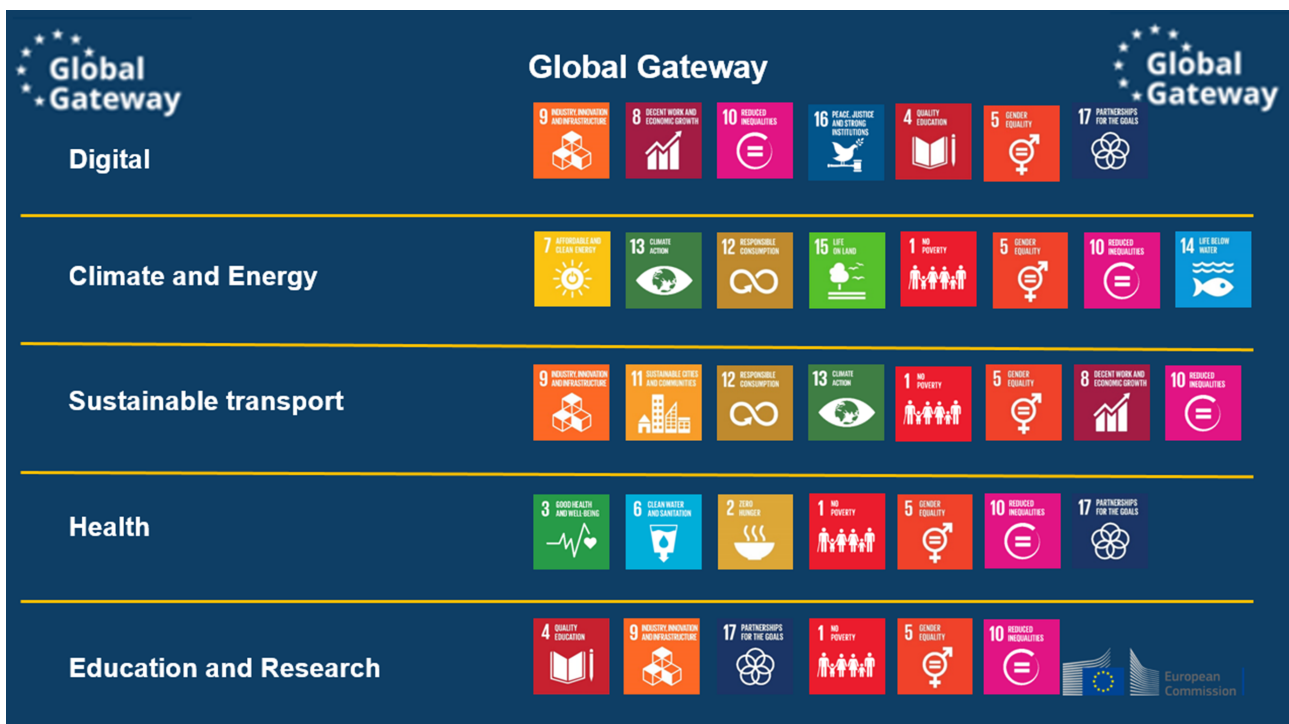 Global
Gateway
Global Gateway
Global
Gateway
Digital
9 INDUSTRY, INNOVATION
AND INFRASTRUCTURE
8 DECENT WORK AND
ECONOMIC GROWTH
10 REDUCED
INEQUALITIES
16 PEACE, JUSTICE
AND STRONG
INSTITUTIONS
4 QUALITY
EDUCATION
5 GENDER
EQUALITY
17 PARTNERSHIPS
FOR THE GOALS
Climate and Energy
7 AFFORDABLE AND
CLEAN ENERGY
13 CLIMATE
ACTION
12 RESPONSIBLE
CONSUMPTION
15 LIFE
ON LAND
1 NO
POVERTY
5 GENDER
EQUALITY
10 REDUCED
INEQUALITIES
14 LIFE BELOW
WATER
Sustainable transport
9 INDUSTRY, INNOVATION
AND INFRASTRUCTURE
11 SUSTAINABLE CITIES
AND COMMUNITIES
12 RESPONSIBLE
CONSUMPTION
13 CLIMATE
ACTION
1 NO
POVERTY
5 GENDER
EQUALITY
8 DECENT WORK AND
ECONOMIC GROWTH
10 REDUCED
INEQUALITIES
Health
3 GOOD HEALTH
AND WELL-BEING
6 CLEAN WATER
AND SANITATION
2 ZERO
HUNGER
1 NO
POVERTY
5 GENDER
EQUALITY
10 REDUCED
INEQUALITIES
17 PARTNERSHIPS
FOR THE GOALS
Education and Research
4 QUALITY
EDUCATION
9 INDUSTRY, INNOVATION
AND INFRASTRUCTURE
17 PARTNERSHIPS
FOR THE GOALS
1 NO
POVERTY
5 GENDER
EQUALITY
10 REDUCED
INEQUALITIES
European
Commission